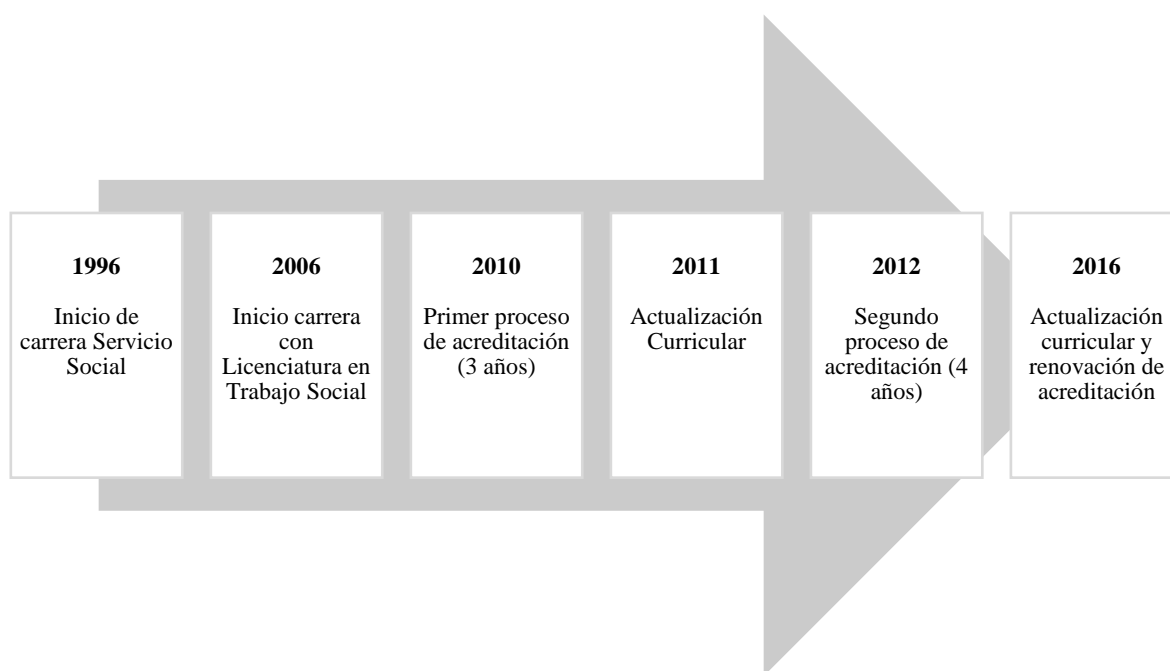 1996
Inicio de
carrera Servicio
Social
2006
Inicio carrera
con
Licenciatura en
Trabajo Social
2010
Primer proceso
de acreditación
(3 años)
2011
Actualización
Curricular
2012
Segundo
proceso de
acreditación (4
años)
2016
Actualización
curricular y
renovación de
acreditación